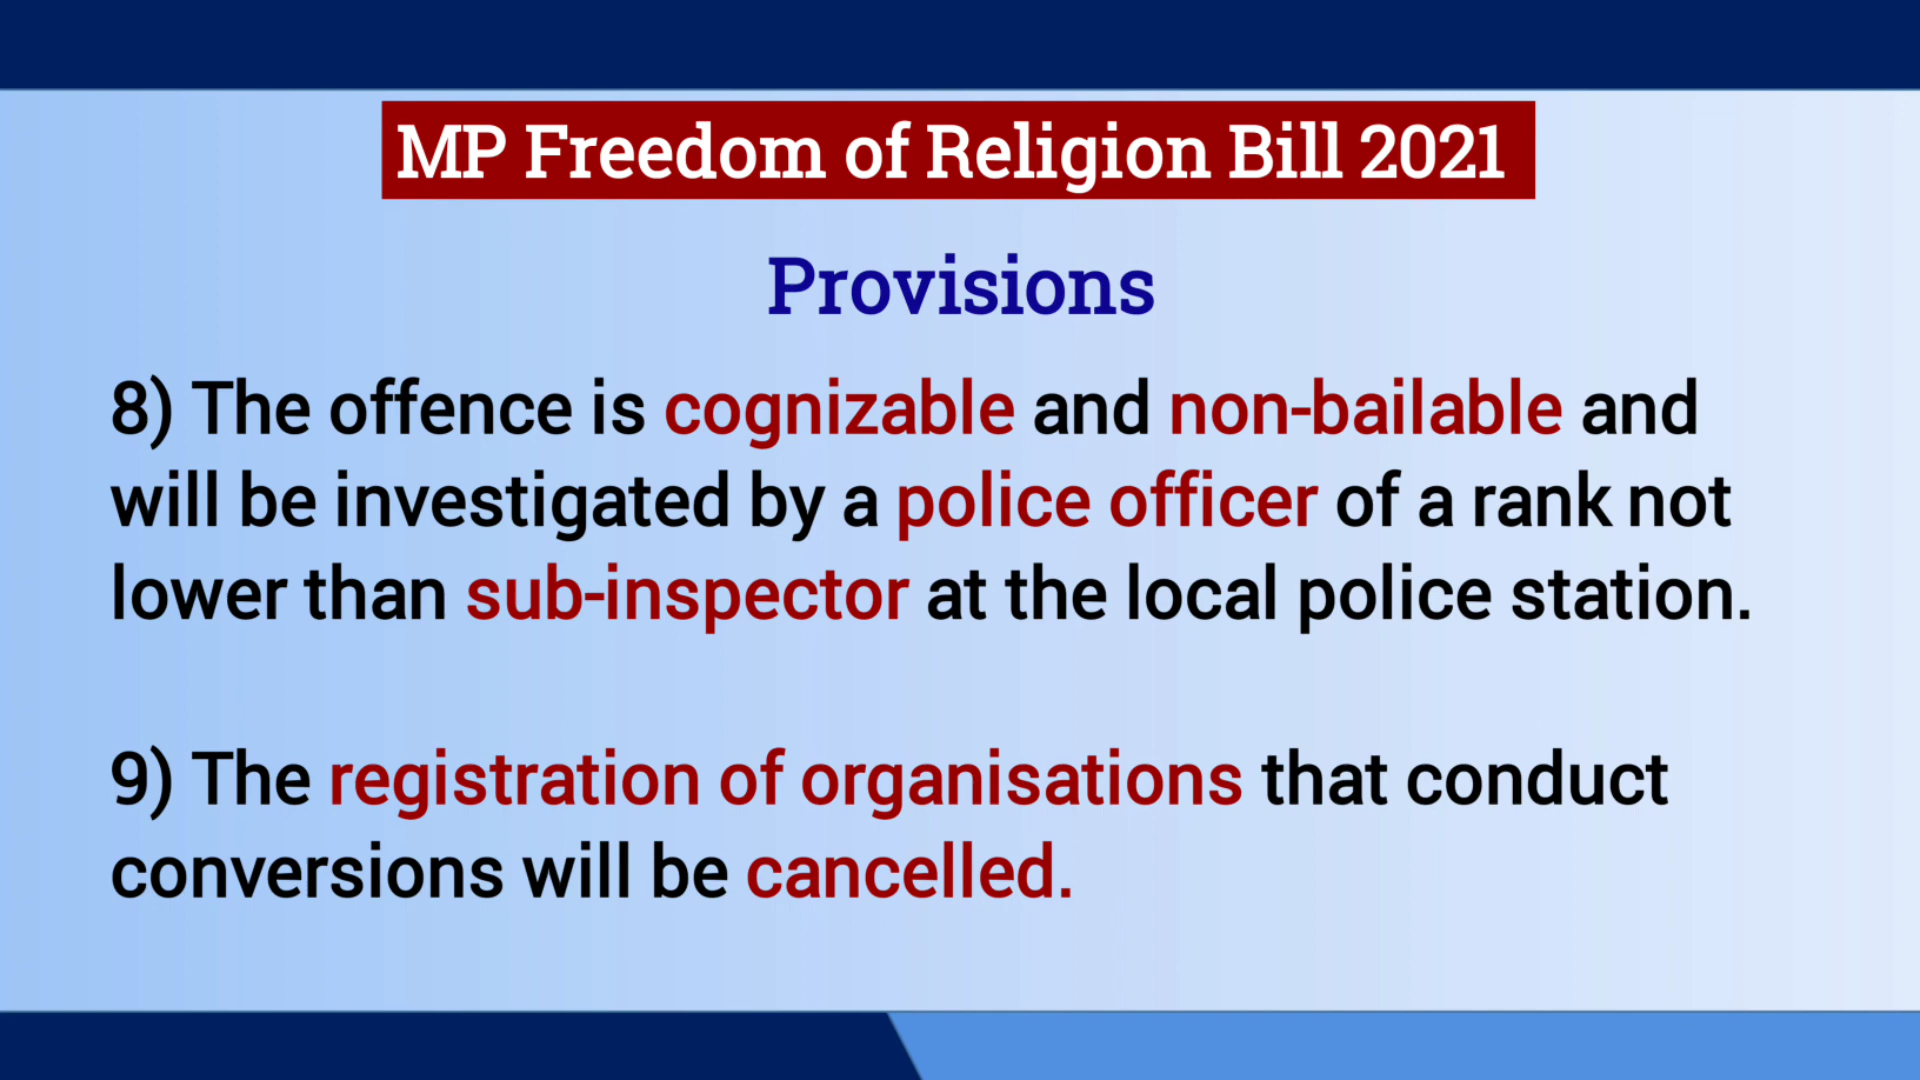 MP Freedom of Religion Bill 2021
Provisions
8) The offence is cognizable and non-bailable and
will be investigated by a police officer of a rank not
lower than sub-inspector at the local police station.
9) The registration of organisations that conduct
conversions will be cancelled.